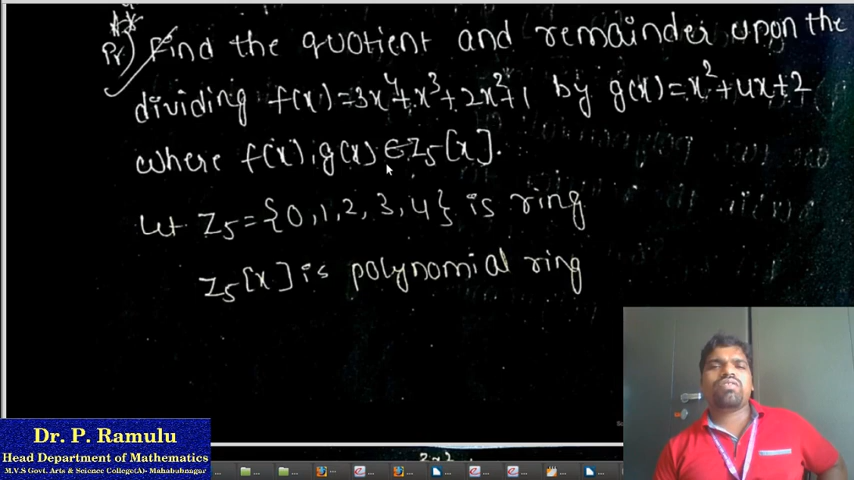 Pr) Find the quotient and remainder upon the
dividing f(x)=3x⁴+x³+2x²+1 by g(x)=x²+4x+2
where f(x), g(x) ∈ Z₅[x].
Let Z₅={0,1,2,3,4} is ring
Z₅[x] is polynomial ring
Dr. P. Ramulu
Head Department of Mathematics
M.V.S Govt. Arts & Science College(A)- Mahabubnagar